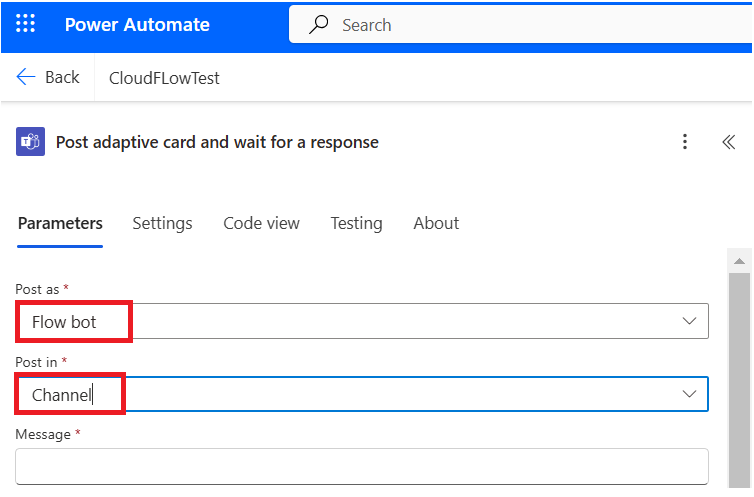 Power Automate
Search
Back
CloudFLowTest
Post adaptive card and wait for a response
Parameters Settings Code view Testing About
Post as *
Flow bot
Post in *
Channel
Message *